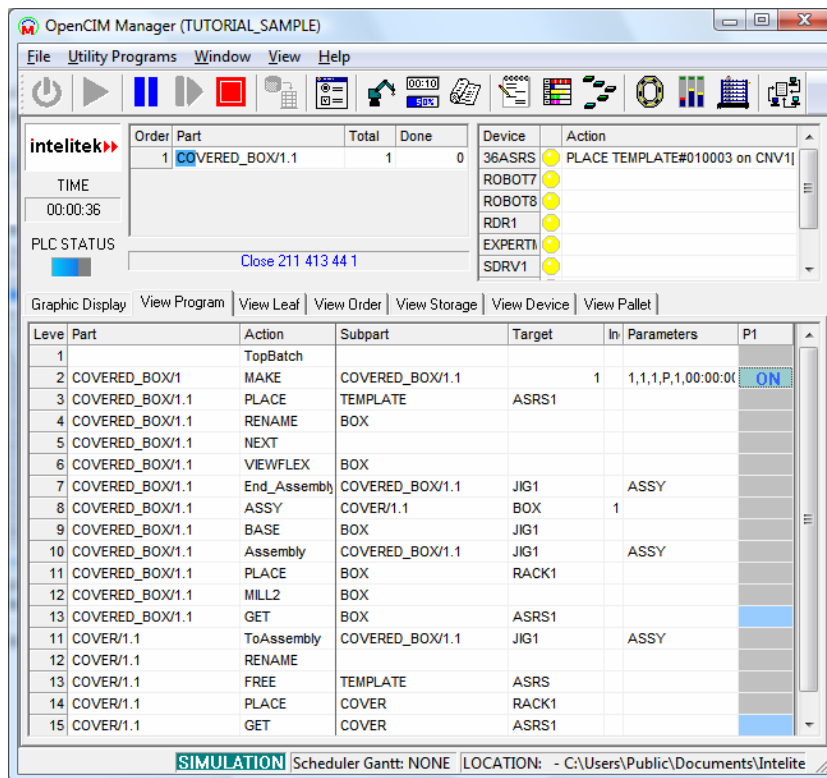 OpenCIM Manager (TUTORIAL_SAMPLE)
File Utility Programs Window View Help
00:10
50%
intelitek
TIME
00:00:36
PLC STATUS
Order Part Total Done
1 COVERED_BOX/1.1 1 0
Close 211 413 44 1
Device Action
36ASRS PLACE TEMPLATE#010003 on CNV1[
ROBOT7
ROBOT8
RDR1
EXPERTM
SDRV1
Graphic Display View Program View Leaf View Order View Storage View Device View Pallet
Leve Part Action Subpart Target In Parameters P1
1 TopBatch
2 COVERED_BOX/1 MAKE COVERED_BOX/1.1 1 1,1,1,P,1,00:00:00 ON
3 COVERED_BOX/1.1 PLACE TEMPLATE ASRS1
4 COVERED_BOX/1.1 RENAME BOX
5 COVERED_BOX/1.1 NEXT
6 COVERED_BOX/1.1 VIEWFLEX BOX
7 COVERED_BOX/1.1 End_Assembly COVERED_BOX/1.1 JIG1 ASSY
8 COVERED_BOX/1.1 ASSY COVER/1.1 BOX 1
9 COVERED_BOX/1.1 BASE BOX JIG1
10 COVERED_BOX/1.1 Assembly COVERED_BOX/1.1 JIG1 ASSY
11 COVERED_BOX/1.1 PLACE BOX RACK1
12 COVERED_BOX/1.1 MILL2 BOX
13 COVERED_BOX/1.1 GET BOX ASRS1
11 COVER/1.1 ToAssembly COVERED_BOX/1.1 JIG1 ASSY
12 COVER/1.1 RENAME
13 COVER/1.1 FREE TEMPLATE ASRS
14 COVER/1.1 PLACE COVER RACK1
15 COVER/1.1 GET COVER ASRS1
SIMULATION Scheduler Gantt: NONE LOCATION: - C:\Users\Public\Documents\Intelite